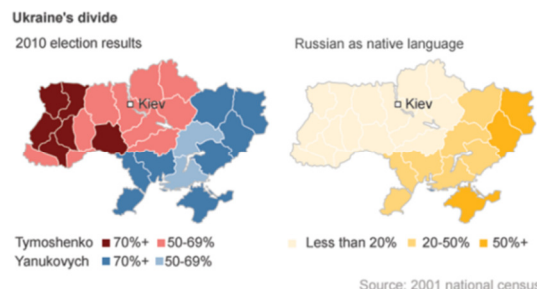 Ukraine's divide
2010 election results
Russian as native language
Kiev
Kiev
Tymoshenko 70%+ 50-69%
Yanukovych 70%+ 50-69%
Less than 20% 20-50% 50%+
Source: 2001 national census